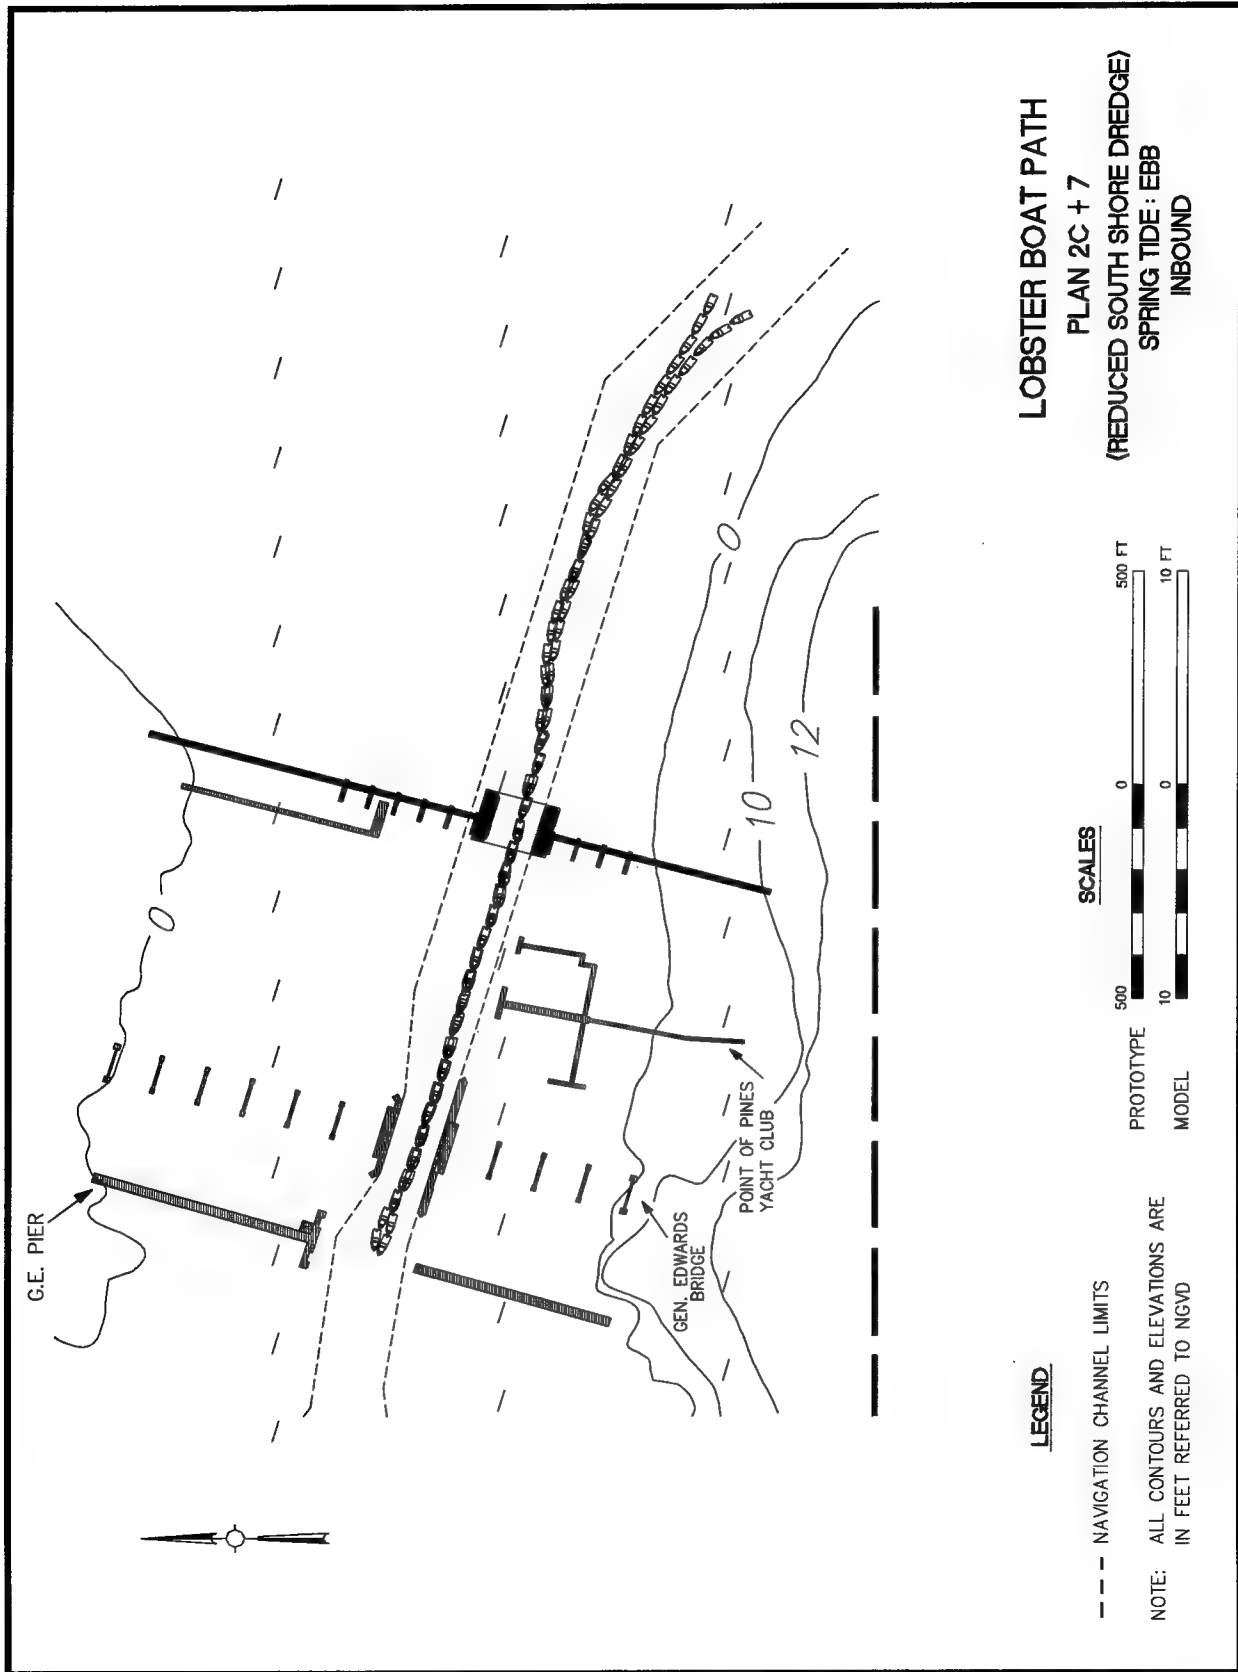 G.E. PIER
0
0
10
12
GEN. EDWARDS
BRIDGE
POINT OF PINES
YACHT CLUB
LEGEND
--- NAVIGATION CHANNEL LIMITS
NOTE: ALL CONTOURS AND ELEVATIONS ARE
IN FEET REFERRED TO NGVD
SCALES
PROTOTYPE 500 0 500 FT
MODEL 10 0 10 FT
LOBSTER BOAT PATH
PLAN 2C + 7
(REDUCED SOUTH SHORE DREDGE)
SPRING TIDE : EBB
INBOUND